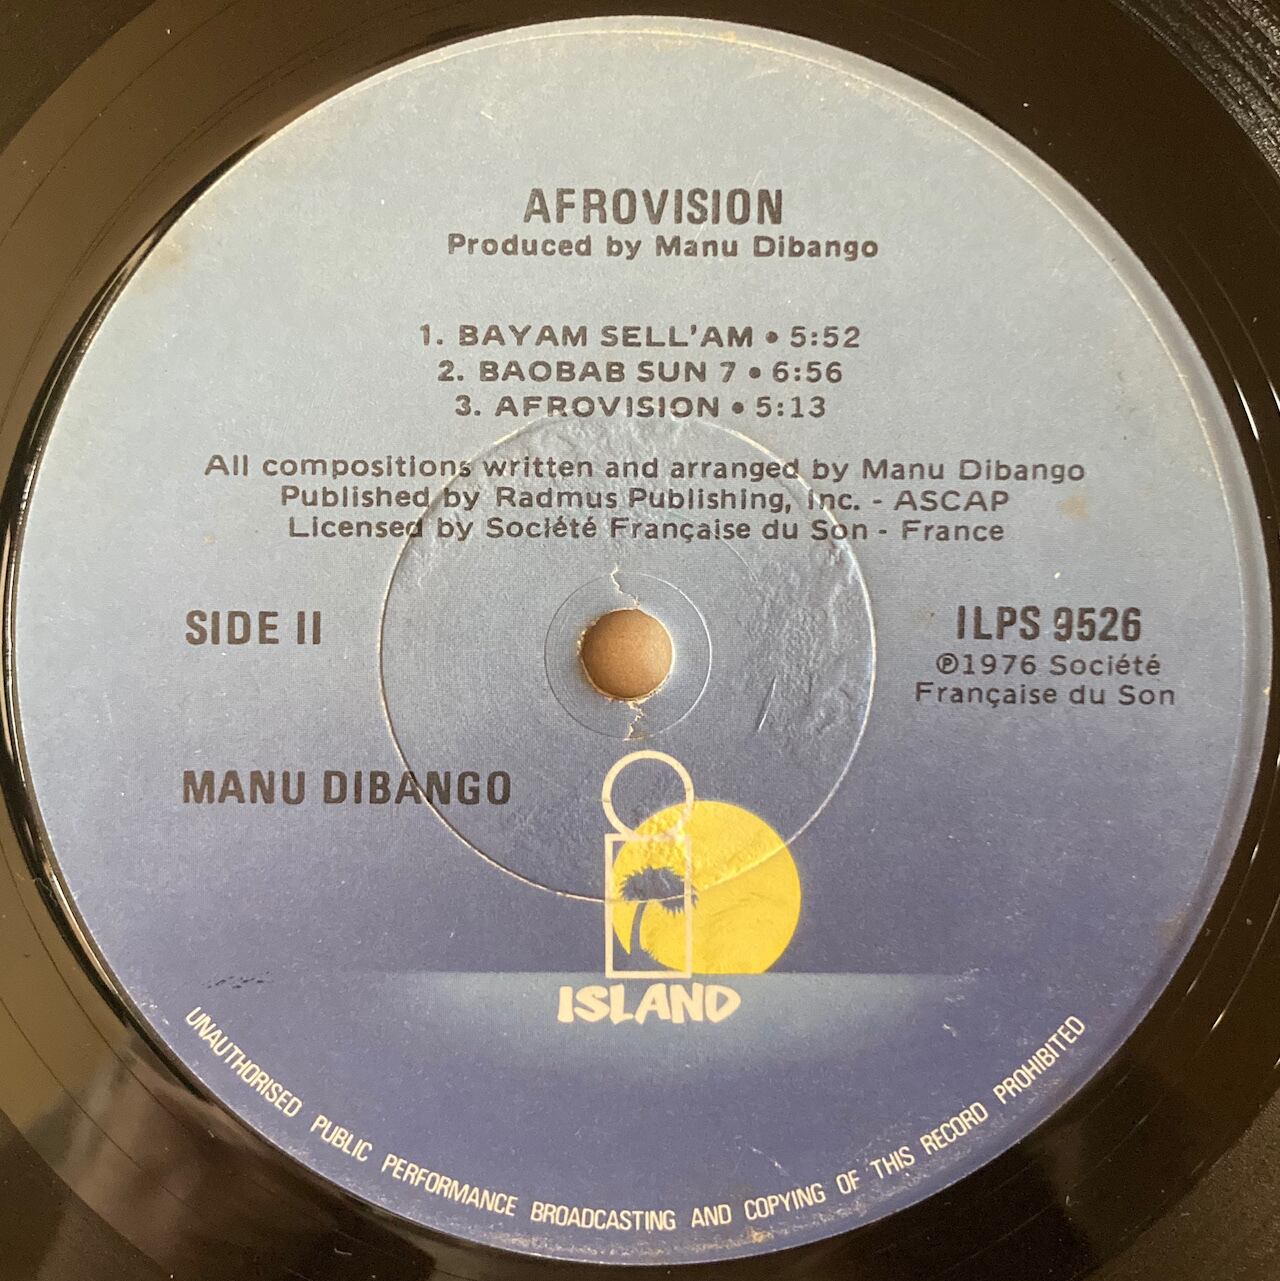 AFROVISION
Produced by Manu Dibango
1. BAYAM SELL'AM • 5:52
2. BAOBAB SUN 7 • 6:56
3. AFROVISION • 5:13
All compositions written and arranged by Manu Dibango
Published by Radmus Publishing, Inc. - ASCAP
Licensed by Société Française du Son - France
SIDE II
ILPS 9526
℗1976 Société
Française du Son
MANU DIBANGO
ISLAND
UNAUTHORISED PUBLIC PERFORMANCE BROADCASTING AND COPYING OF THIS RECORD PROHIBITED